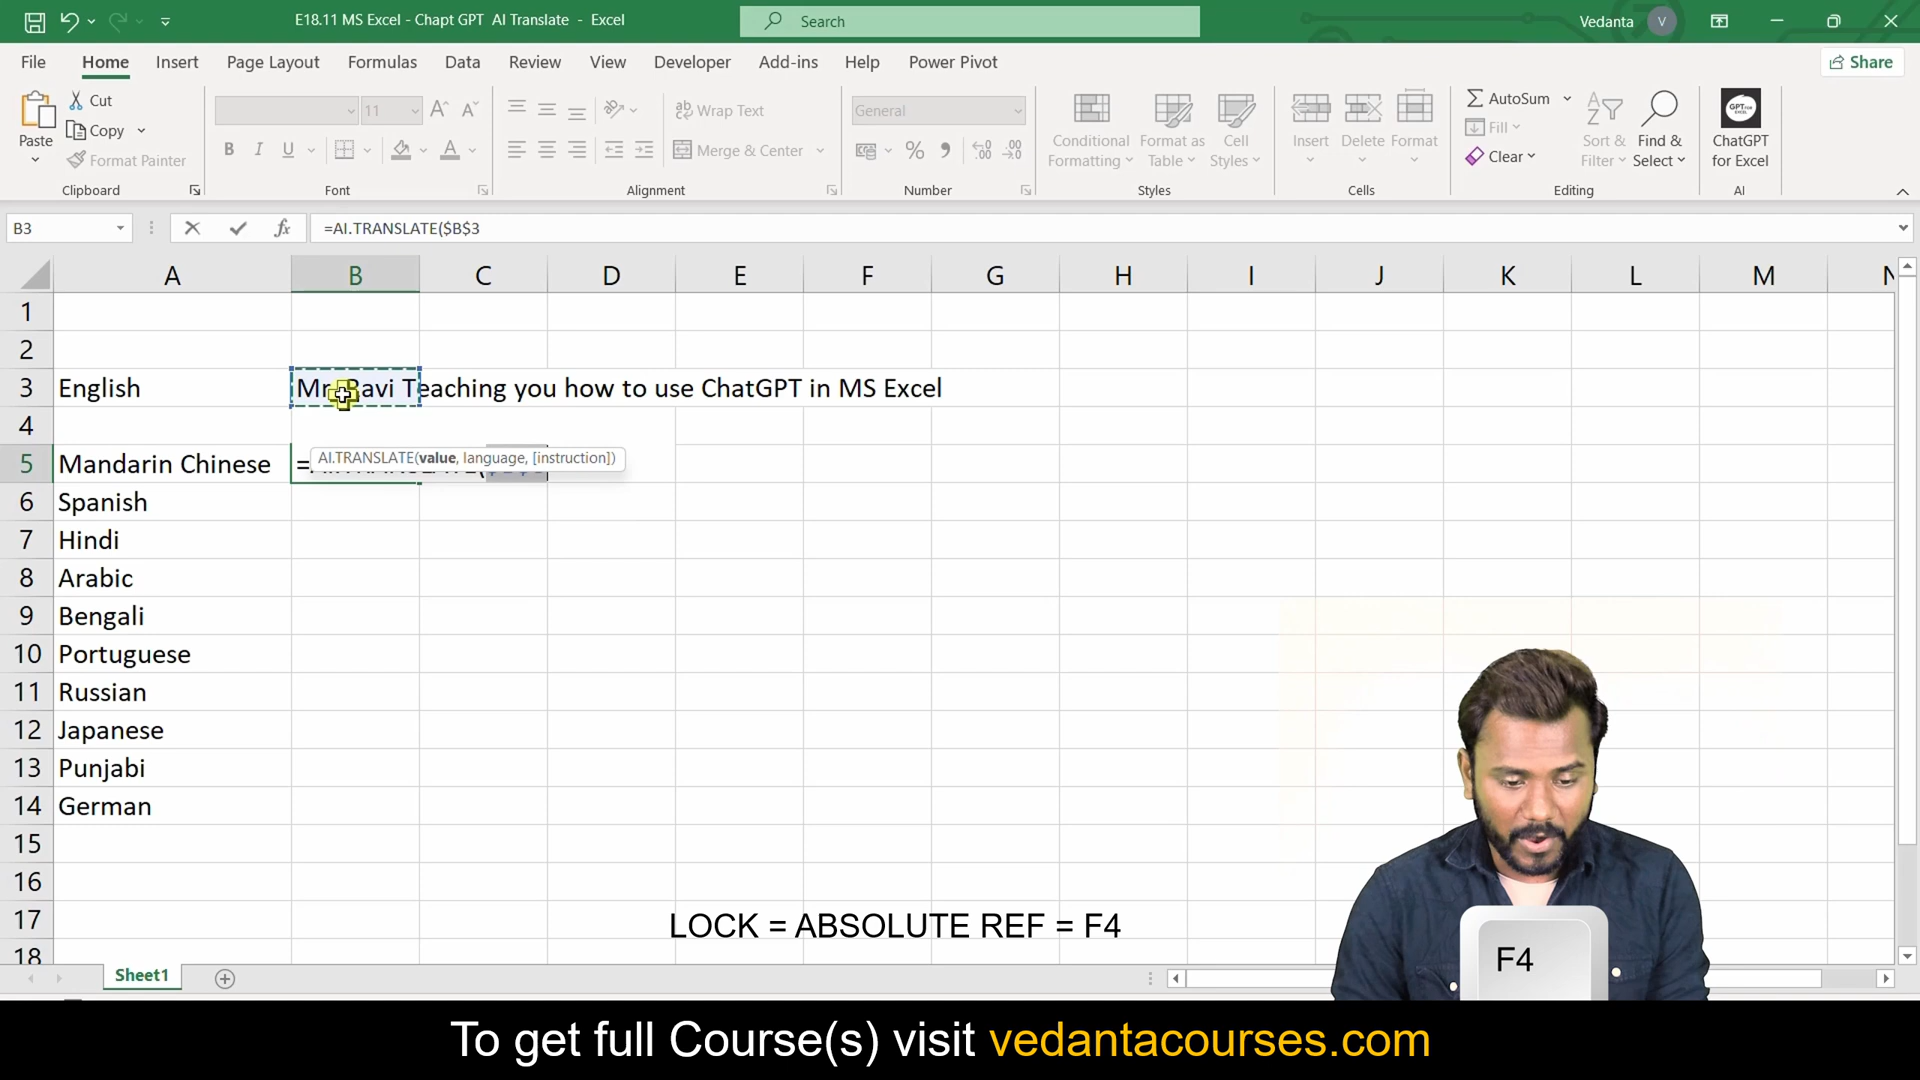 E18.11 MS Excel - Chapt GPT AI Translate - Excel
Search
Vedanta
V
File Home Insert Page Layout Formulas Data Review View Developer Add-ins Help Power Pivot
Share
Paste
Cut
Copy
Format Painter
Clipboard
11
B I U
Font
Wrap Text
Merge & Center
Alignment
General
Number
Conditional Formatting
Format as Table
Cell Styles
Styles
Insert
Delete
Format
Cells
AutoSum
Fill
Clear
Sort & Filter
Find & Select
Editing
GPT FOR EXCEL
ChatGPT for Excel
AI
B3
fx
=AI.TRANSLATE($B$3
A B C D E F G H I J K L M N
1
2
3 English Mr. Ravi Teaching you how to use ChatGPT in MS Excel
4
AI.TRANSLATE(value, language, [instruction])
5 Mandarin Chinese
6 Spanish
7 Hindi
8 Arabic
9 Bengali
10 Portuguese
11 Russian
12 Japanese
13 Punjabi
14 German
15
16
17
LOCK = ABSOLUTE REF = F4
18
F4
Sheet1
To get full Course(s) visit vedantacourses.com